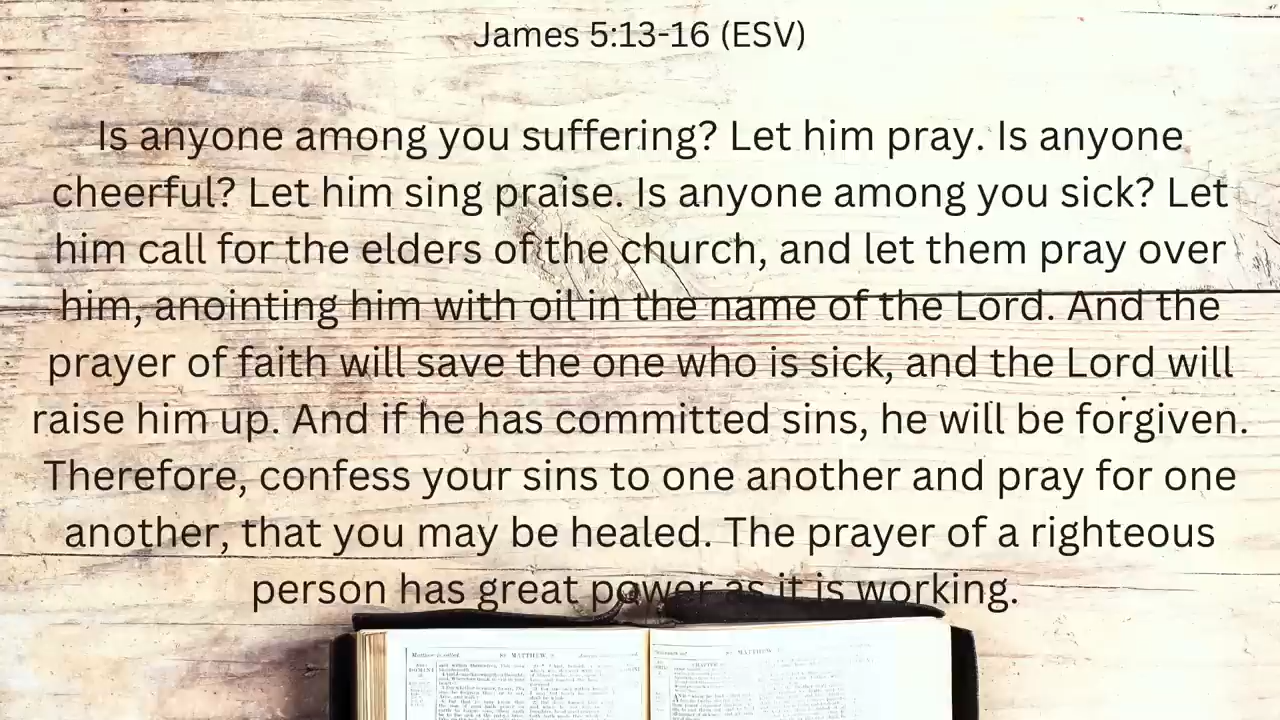 James 5:13-16 (ESV)
Is anyone among you suffering? Let him pray. Is anyone
cheerful? Let him sing praise. Is anyone among you sick? Let
him call for the elders of the church, and let them pray over
him, anointing him with oil in the name of the Lord. And the
prayer of faith will save the one who is sick, and the Lord will
raise him up. And if he has committed sins, he will be forgiven.
Therefore, confess your sins to one another and pray for one
another, that you may be healed. The prayer of a righteous
person has great power as it is working.
MATTHEW
MATTHEW